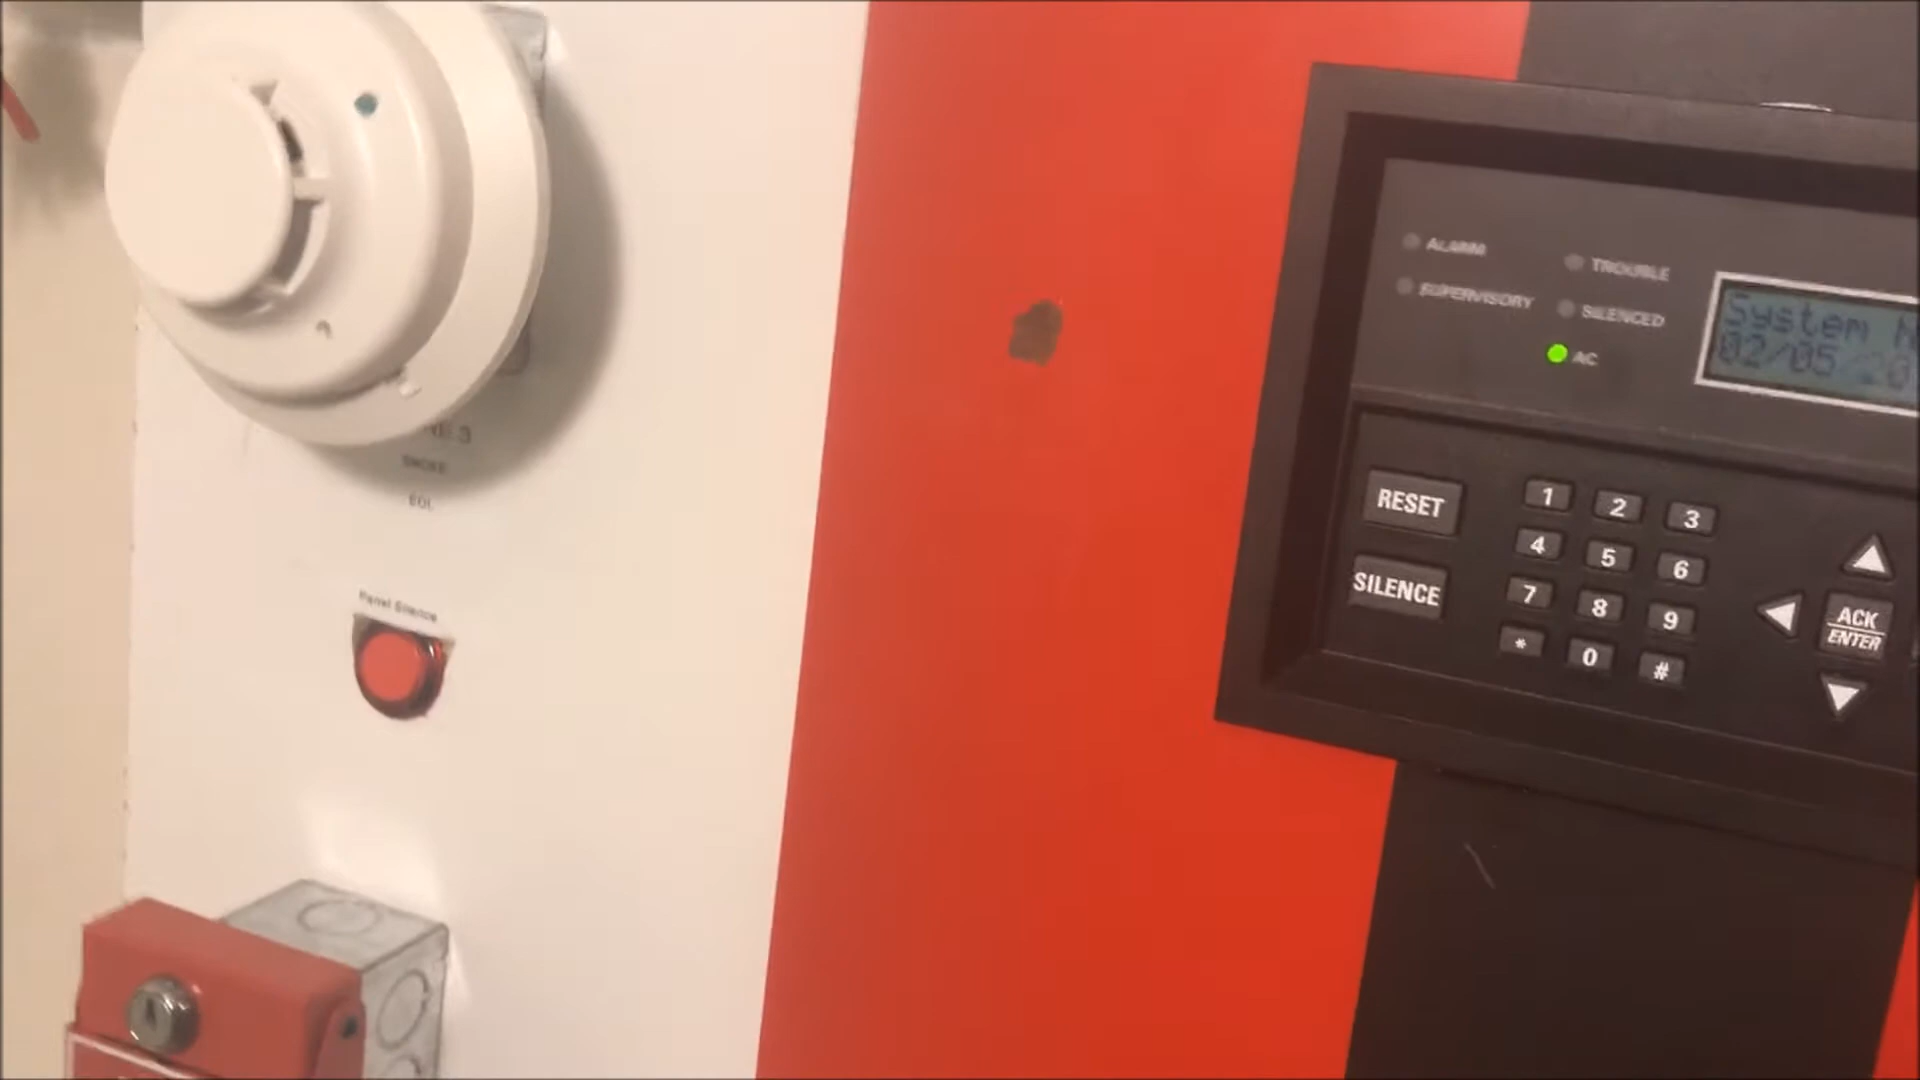 SMOKE
EOL
Panel Silence
ALARM
TROUBLE
SUPERVISORY
SILENCED
AC
System
02/05/20
RESET
SILENCE
1 2 3
4 5 6
7 8 9
* 0 #
ACK
ENTER